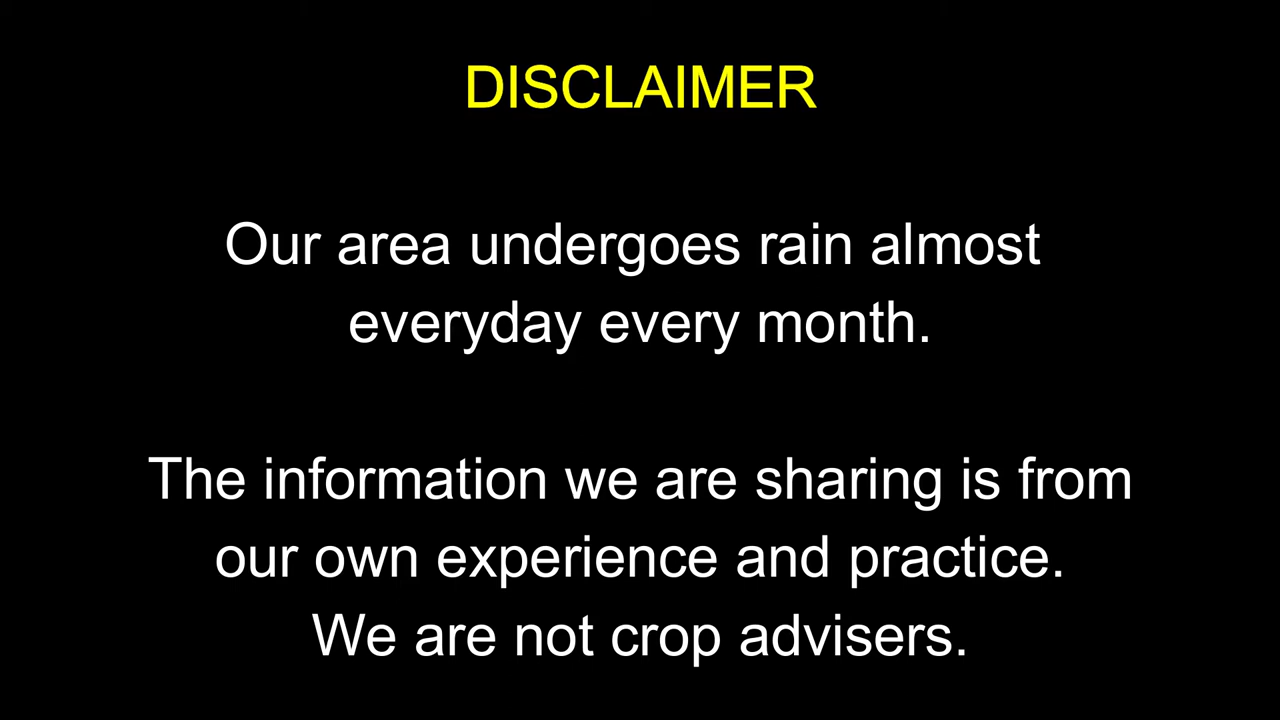 DISCLAIMER
Our area undergoes rain almost
everyday every month.
The information we are sharing is from
our own experience and practice.
We are not crop advisers.